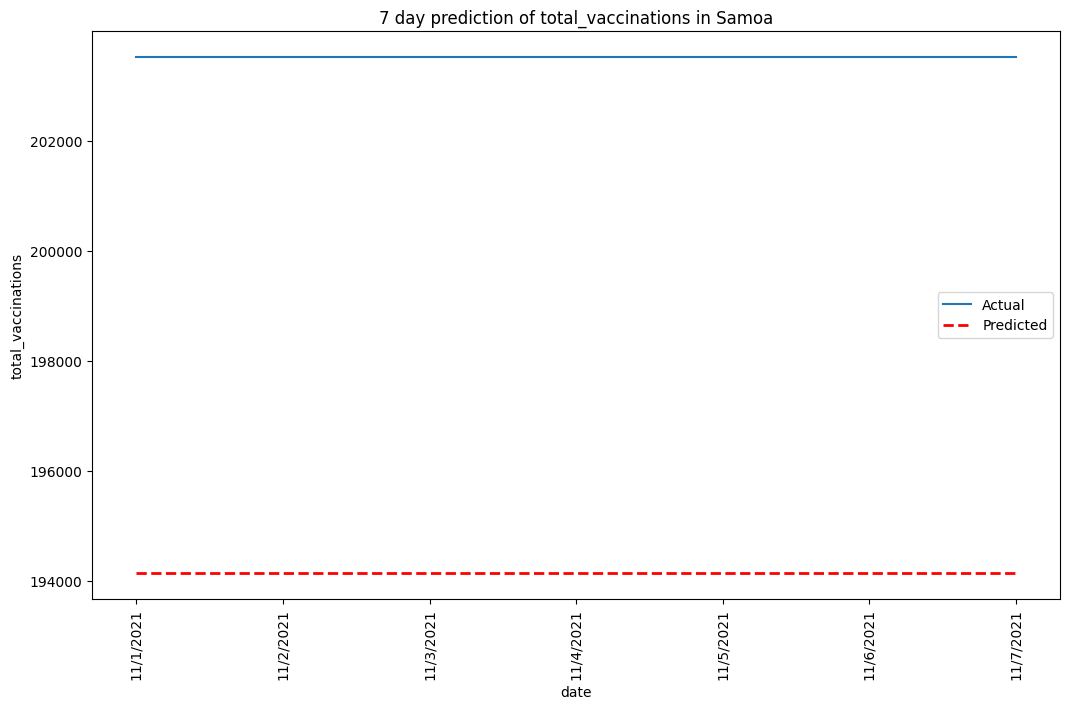 7 day prediction of total_vaccinations in Samoa
total_vaccinations
202000
200000
198000
196000
194000
Actual
Predicted
11/1/2021
11/2/2021
11/3/2021
11/4/2021
11/5/2021
11/6/2021
11/7/2021
date